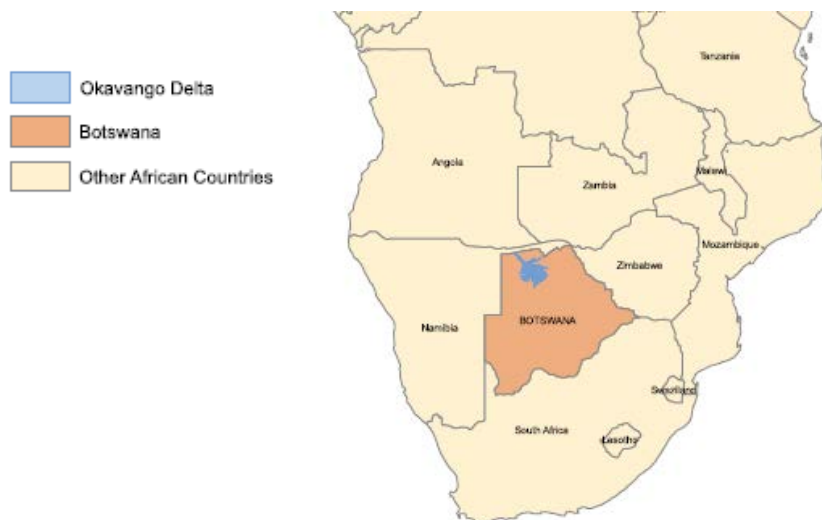 Okavango Delta
Botswana
Other African Countries
Tanzania
Angola
Zambia
Malawi
Mozambique
Zimbabwe
Namibia
BOTSWANA
Swaziland
South Africa
Lesotho